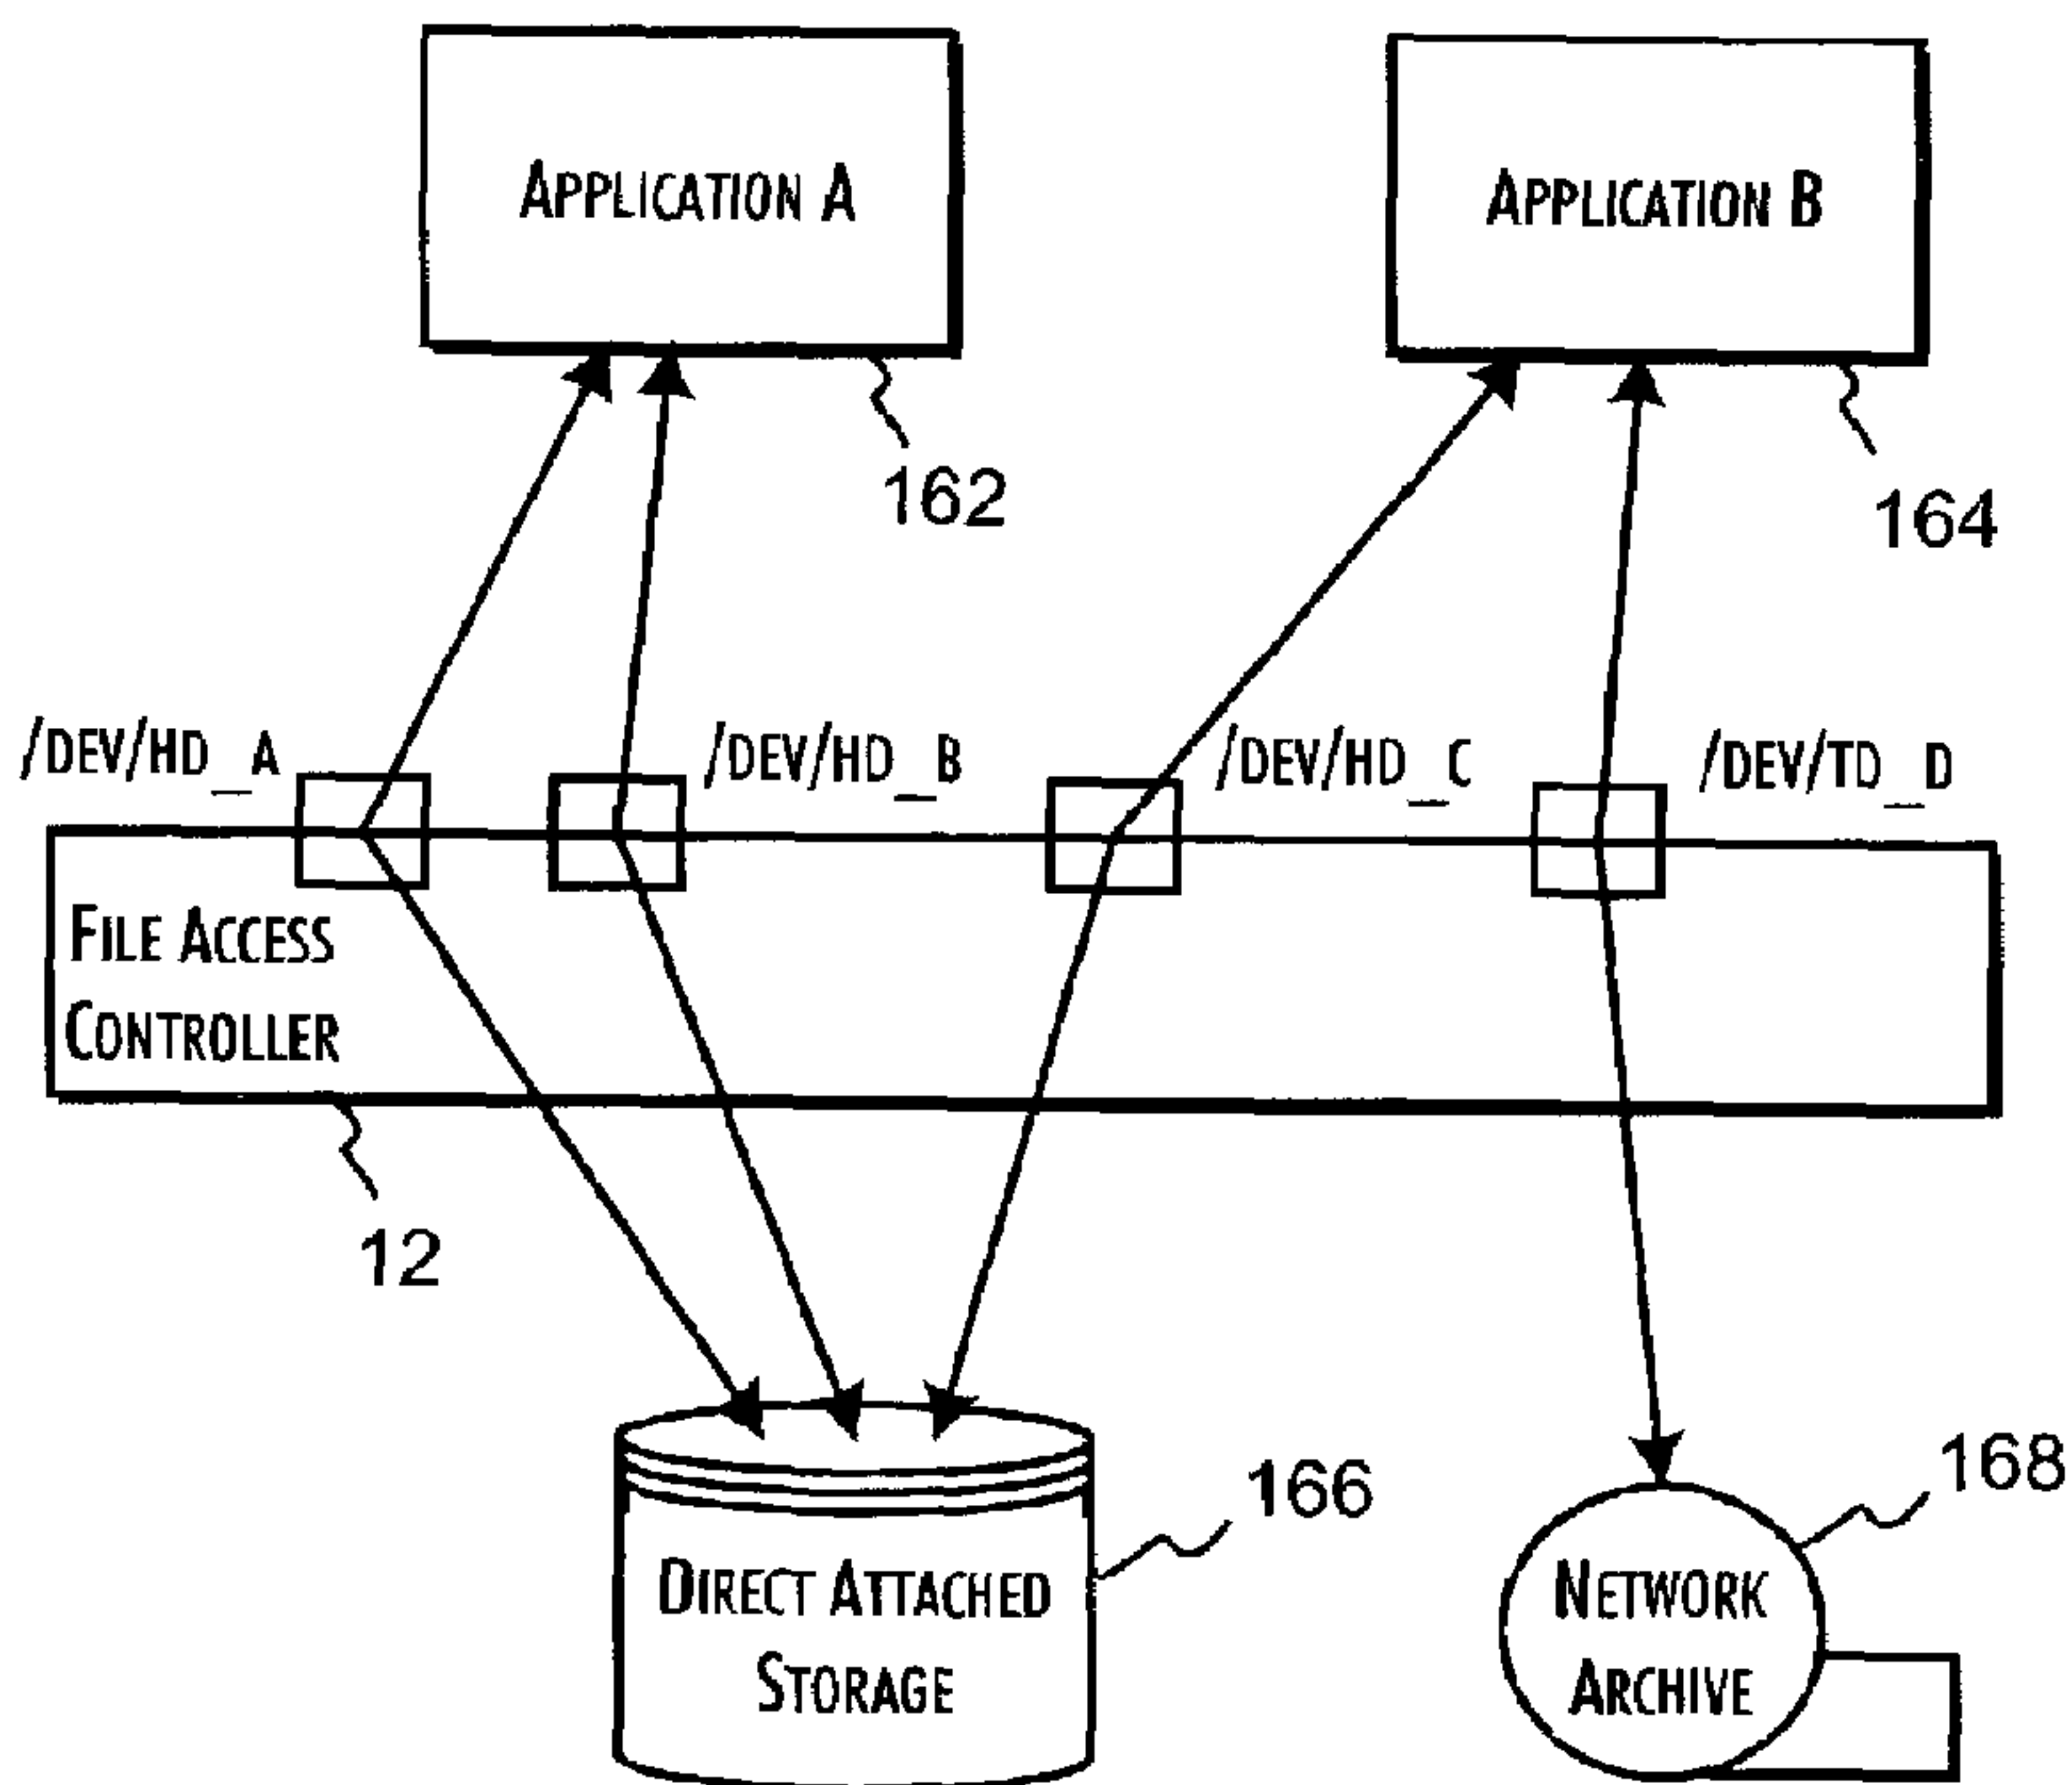 APPLICATION A
APPLICATION B
162
164
/DEV/HD_A
/DEV/HD_B
/DEV/HD_C
/DEV/TD_D
FILE ACCESS
CONTROLLER
12
166
168
DIRECT ATTACHED
STORAGE
NETWORK
ARCHIVE